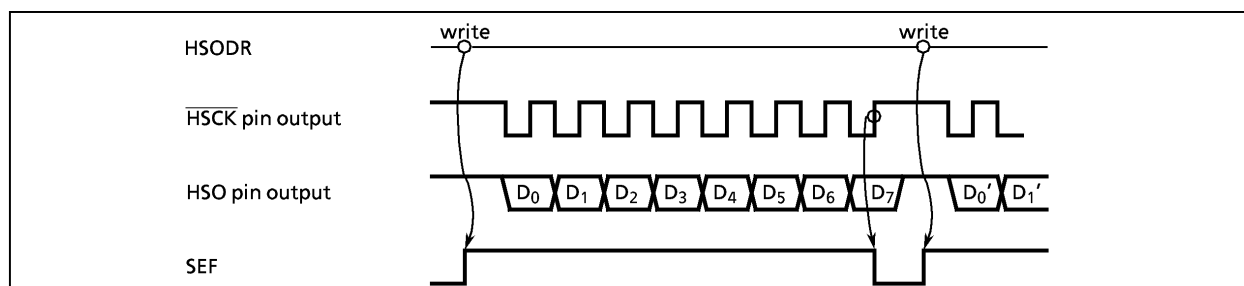 write write
HSODR
HSCK pin output
HSO pin output D₀ D₁ D₂ D₃ D₄ D₅ D₆ D₇ D₀' D₁'
SEF